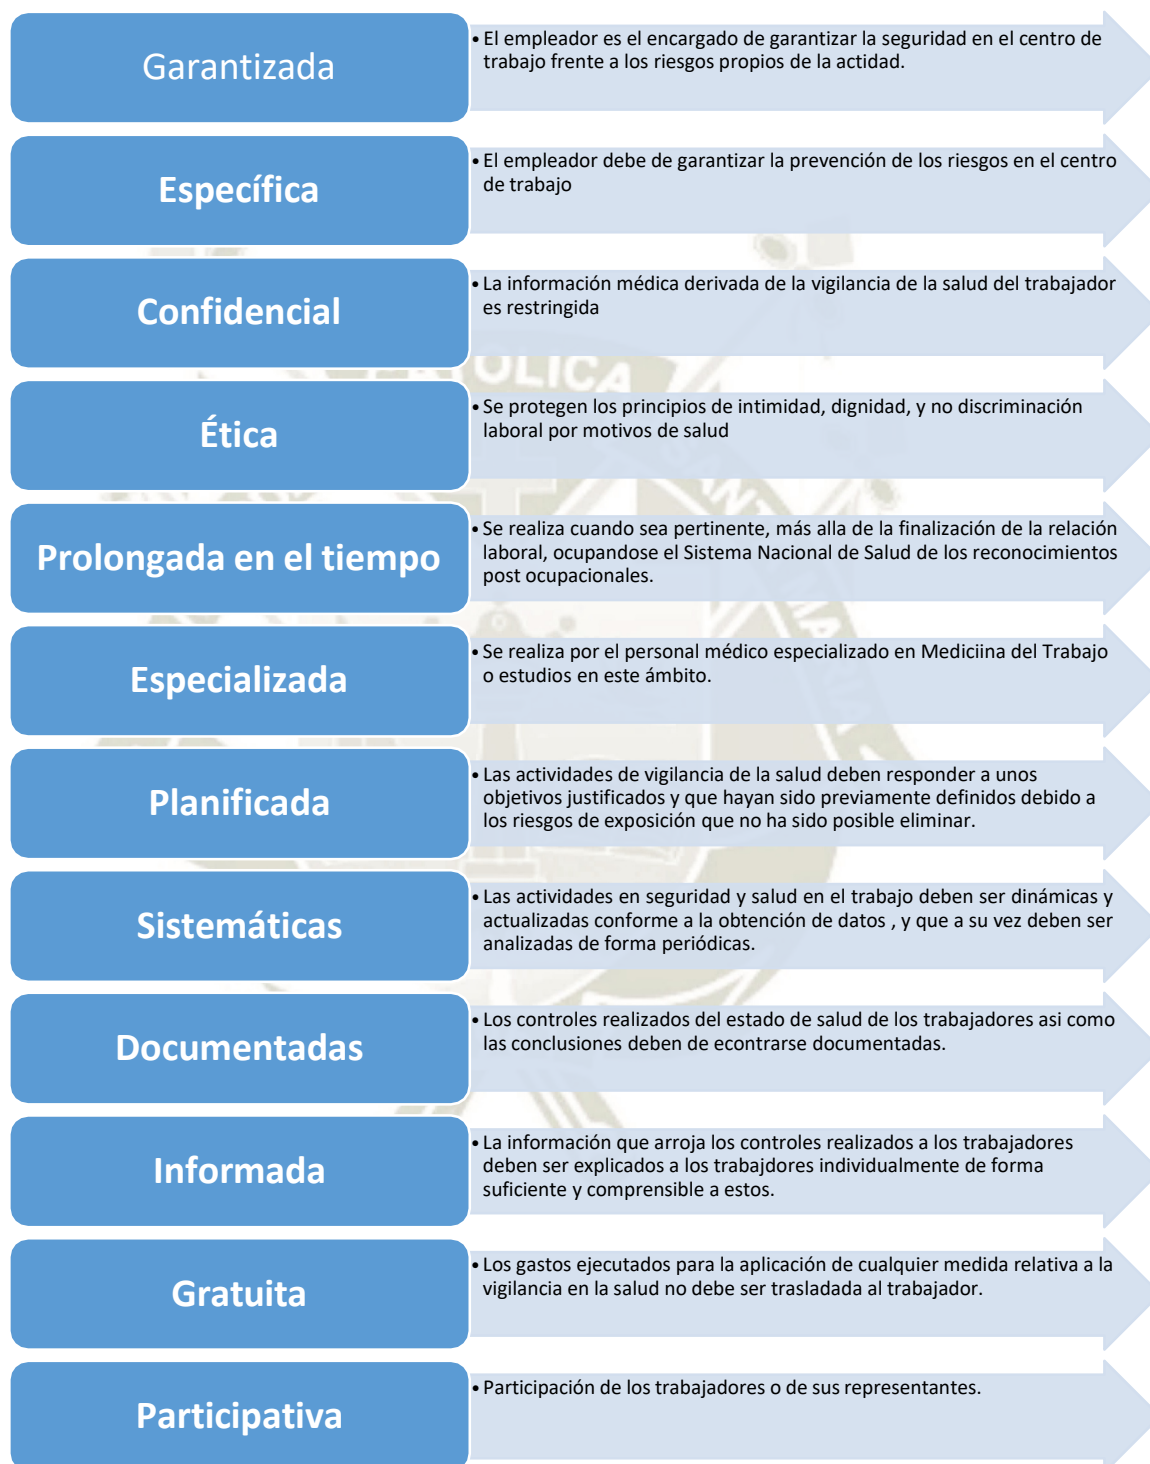 Garantizada
• El empleador es el encargado de garantizar la seguridad en el centro de
trabajo frente a los riesgos propios de la actidad.
Específica
• El empleador debe de garantizar la prevención de los riesgos en el centro
de trabajo
Confidencial
• La información médica derivada de la vigilancia de la salud del trabajador
es restringida
Ética
• Se protegen los principios de intimidad, dignidad, y no discriminación
laboral por motivos de salud
Prolongada en el tiempo
• Se realiza cuando sea pertinente, más alla de la finalización de la relación
laboral, ocupandose el Sistema Nacional de Salud de los reconocimientos
post ocupacionales.
Especializada
• Se realiza por el personal médico especializado en Mediciina del Trabajo
o estudios en este ámbito.
Planificada
• Las actividades de vigilancia de la salud deben responder a unos
objetivos justificados y que hayan sido previamente definidos debido a
los riesgos de exposición que no ha sido posible eliminar.
Sistemáticas
• Las actividades en seguridad y salud en el trabajo deben ser dinámicas y
actualizadas conforme a la obtención de datos , y que a su vez deben ser
analizadas de forma periódicas.
Documentadas
• Los controles realizados del estado de salud de los trabajadores asi como
las conclusiones deben de econtrarse documentadas.
Informada
• La información que arroja los controles realizados a los trabajadores
deben ser explicados a los trabajdores individualmente de forma
suficiente y comprensible a estos.
Gratuita
• Los gastos ejecutados para la aplicación de cualquier medida relativa a la
vigilancia en la salud no debe ser trasladada al trabajador.
Participativa
• Participación de los trabajadores o de sus representantes.